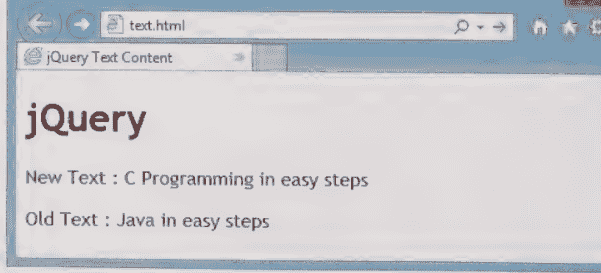 text.html
jQuery Text Content
jQuery
New Text : C Programming in easy steps
Old Text : Java in easy steps